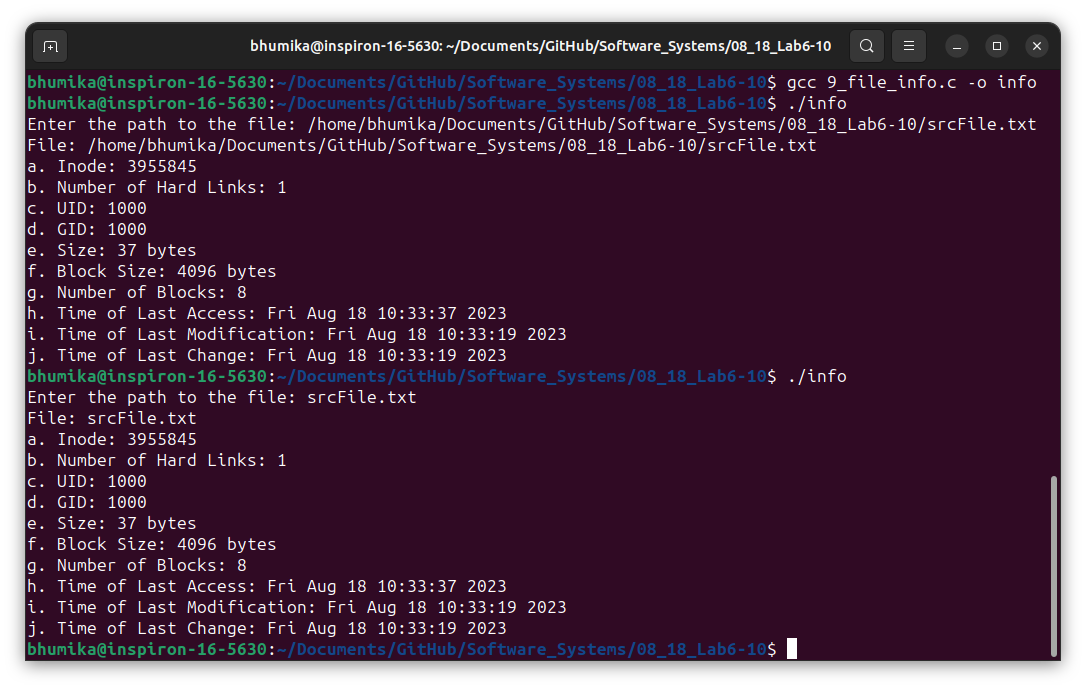 bhumika@inspiron-16-5630: ~/Documents/GitHub/Software_Systems/08_18_Lab6-10
bhumika@inspiron-16-5630:~/Documents/GitHub/Software_Systems/08_18_Lab6-10$ gcc 9_file_info.c -o info
bhumika@inspiron-16-5630:~/Documents/GitHub/Software_Systems/08_18_Lab6-10$ ./info
Enter the path to the file: /home/bhumika/Documents/GitHub/Software_Systems/08_18_Lab6-10/srcFile.txt
File: /home/bhumika/Documents/GitHub/Software_Systems/08_18_Lab6-10/srcFile.txt
a. Inode: 3955845
b. Number of Hard Links: 1
c. UID: 1000
d. GID: 1000
e. Size: 37 bytes
f. Block Size: 4096 bytes
g. Number of Blocks: 8
h. Time of Last Access: Fri Aug 18 10:33:37 2023
i. Time of Last Modification: Fri Aug 18 10:33:19 2023
j. Time of Last Change: Fri Aug 18 10:33:19 2023
bhumika@inspiron-16-5630:~/Documents/GitHub/Software_Systems/08_18_Lab6-10$ ./info
Enter the path to the file: srcFile.txt
File: srcFile.txt
a. Inode: 3955845
b. Number of Hard Links: 1
c. UID: 1000
d. GID: 1000
e. Size: 37 bytes
f. Block Size: 4096 bytes
g. Number of Blocks: 8
h. Time of Last Access: Fri Aug 18 10:33:37 2023
i. Time of Last Modification: Fri Aug 18 10:33:19 2023
j. Time of Last Change: Fri Aug 18 10:33:19 2023
bhumika@inspiron-16-5630:~/Documents/GitHub/Software_Systems/08_18_Lab6-10$